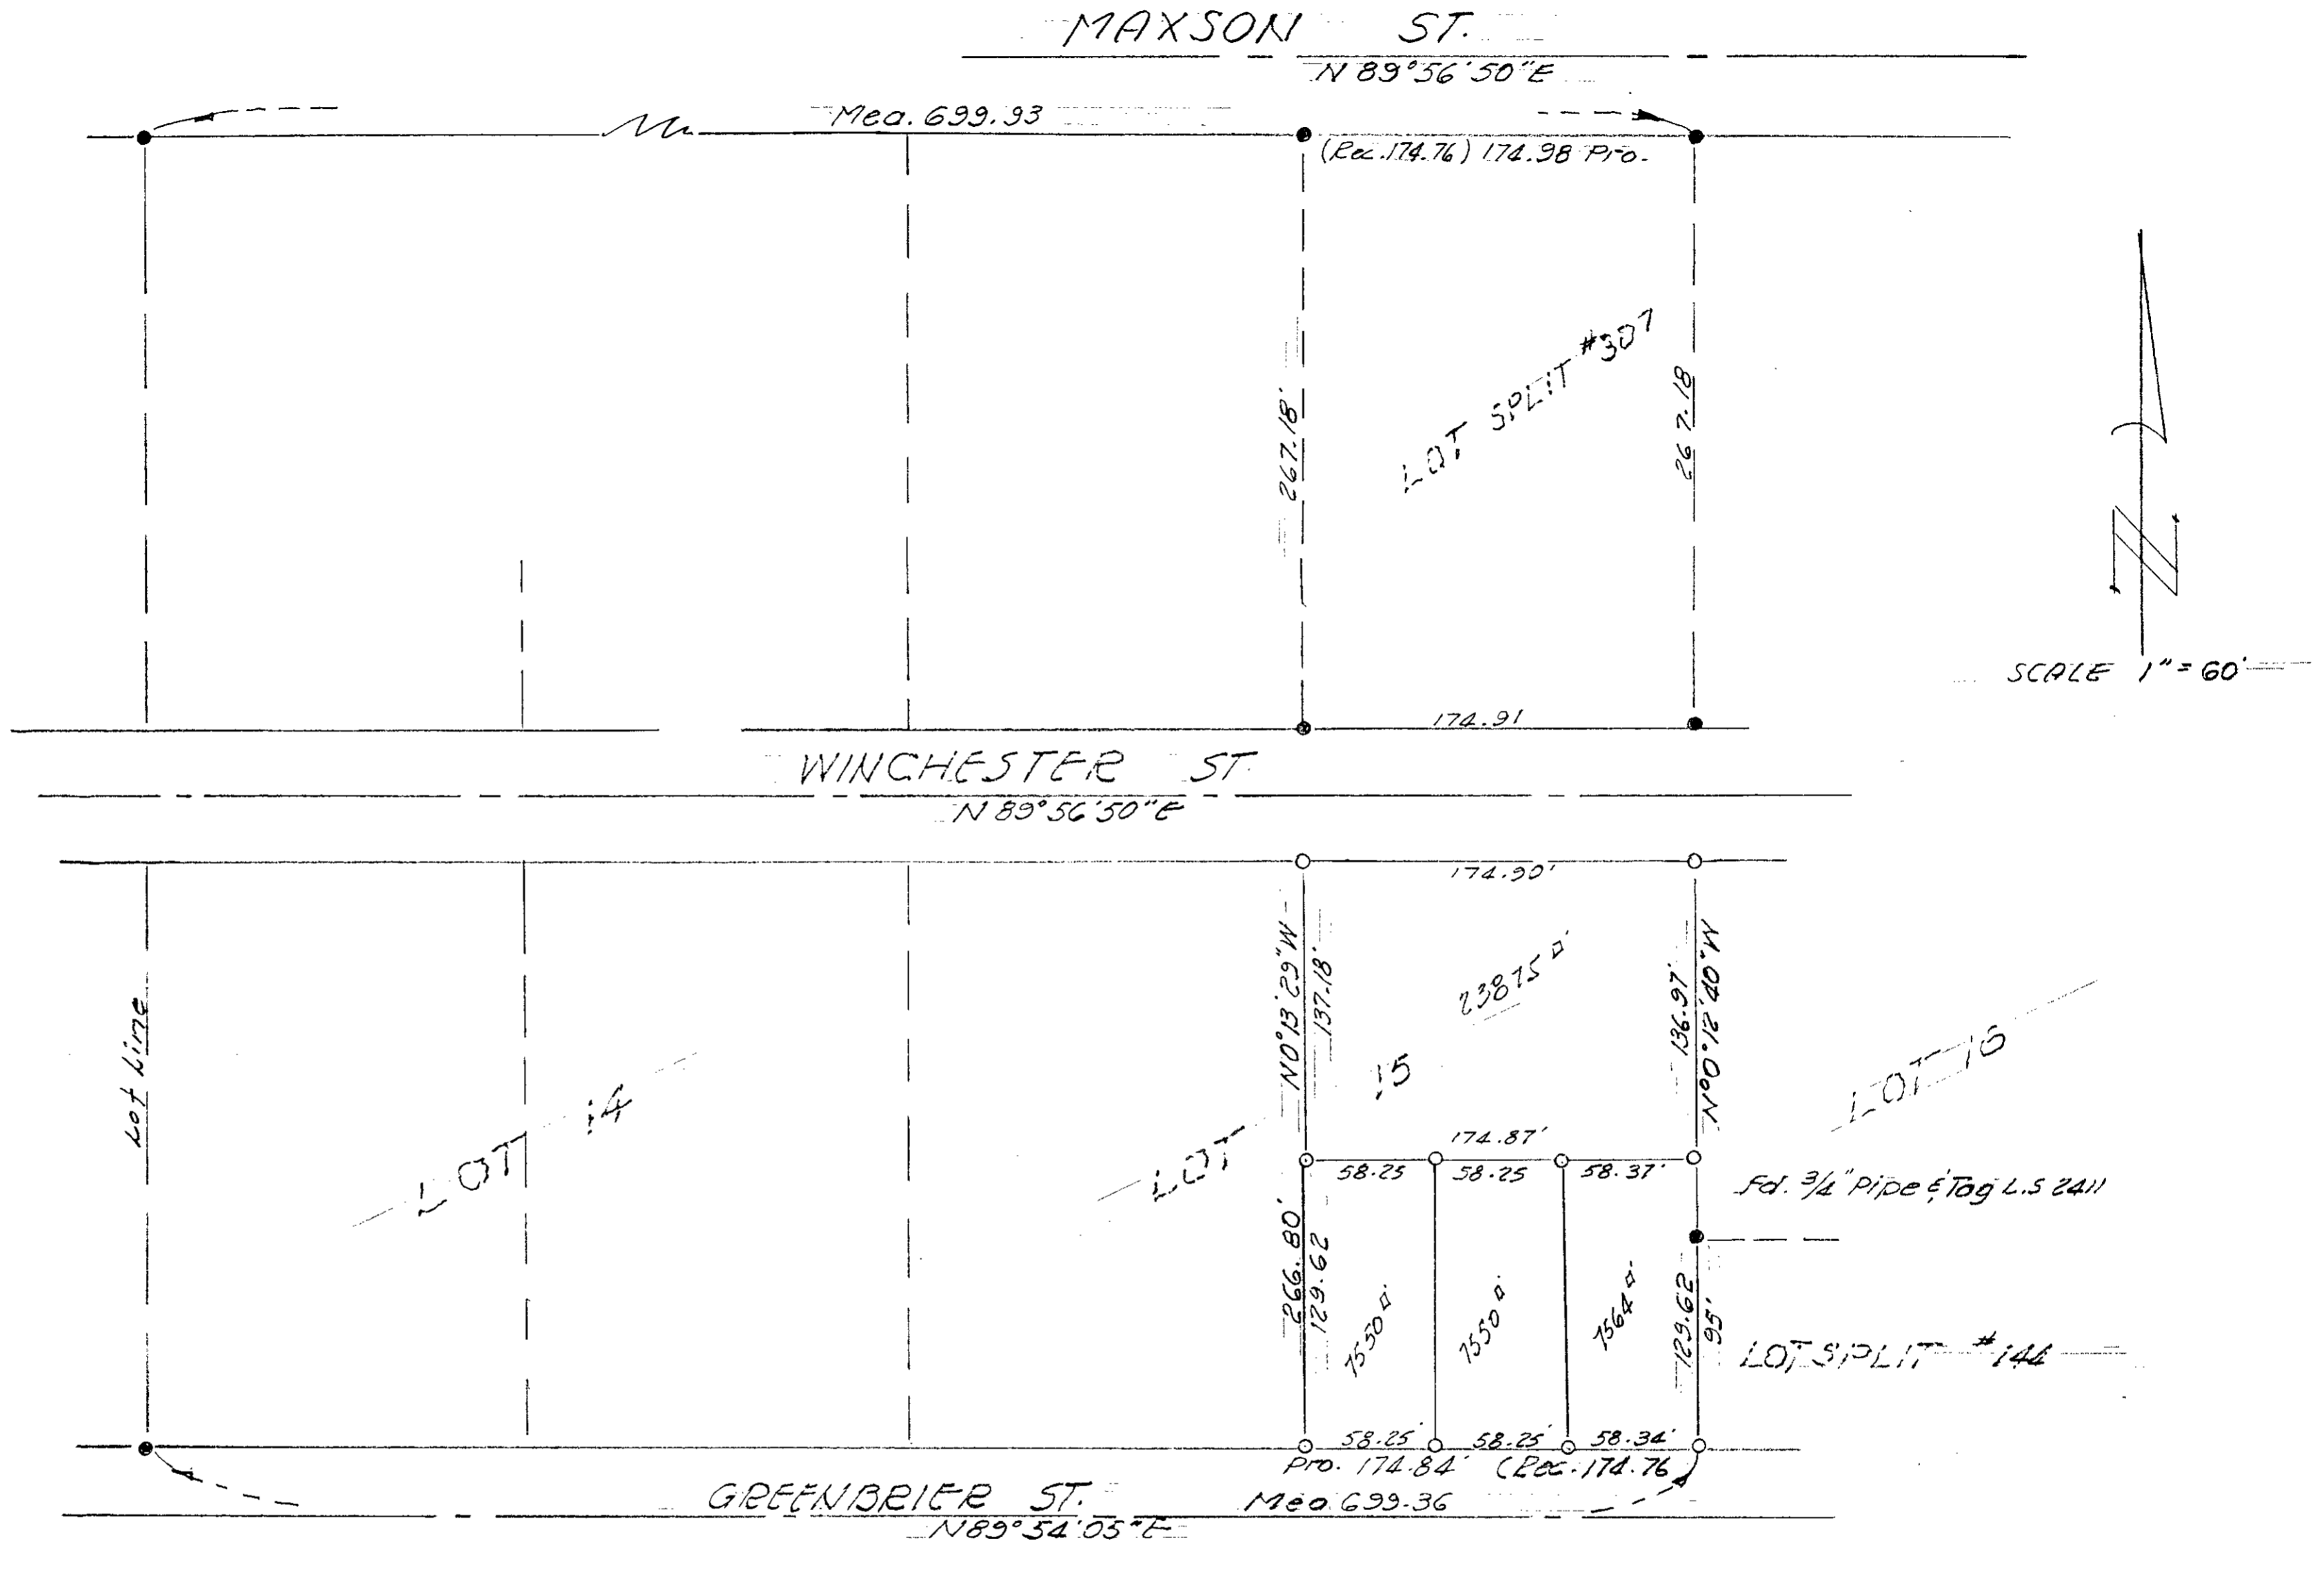 MAXSON ST.
N 89°56'50"E
Mea. 699.93
(Rec. 174.76) 174.98 Pro.
LOT SPLIT #307
267.18'
267.18
SCALE 1"=60'
174.91
WINCHESTER ST.
N 89°56'50"E
174.90'
N0°13'29"W
137.18'
23875 □'
136.97'
N0°12'40"W
Lot Line
LOT 14
LOT 15
LOT 16
174.87'
58.25
58.25
58.37'
Fd. 3/4" Pipe & Tag L.S 2411
266.80'
129.62
7550 □'
7550 □'
7564 □'
129.62
95'
LOT SPLIT #144
58.25'
58.25'
58.34'
Pro. 174.84' (Rec. 174.76
GREENBRIER ST.
Mea 699.36
N89°54'05"E